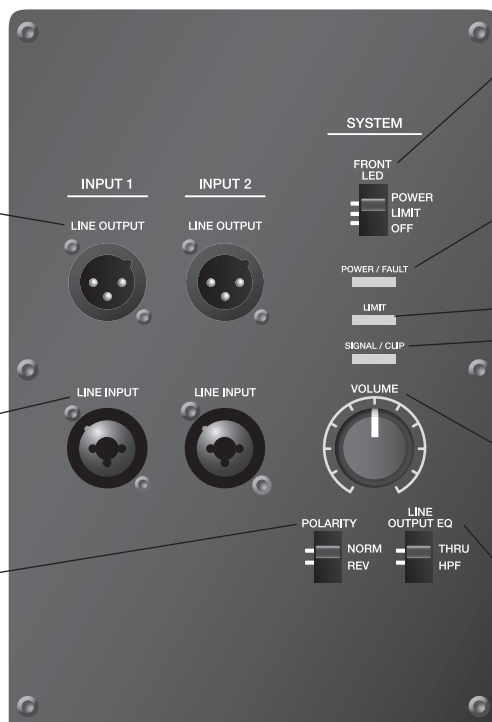 SYSTEM
FRONT
LED
POWER
LIMIT
OFF
INPUT 1
INPUT 2
LINE OUTPUT
LINE OUTPUT
POWER / FAULT
LIMIT
SIGNAL / CLIP
LINE INPUT
LINE INPUT
VOLUME
POLARITY
NORM
REV
LINE
OUTPUT EQ
THRU
HPF